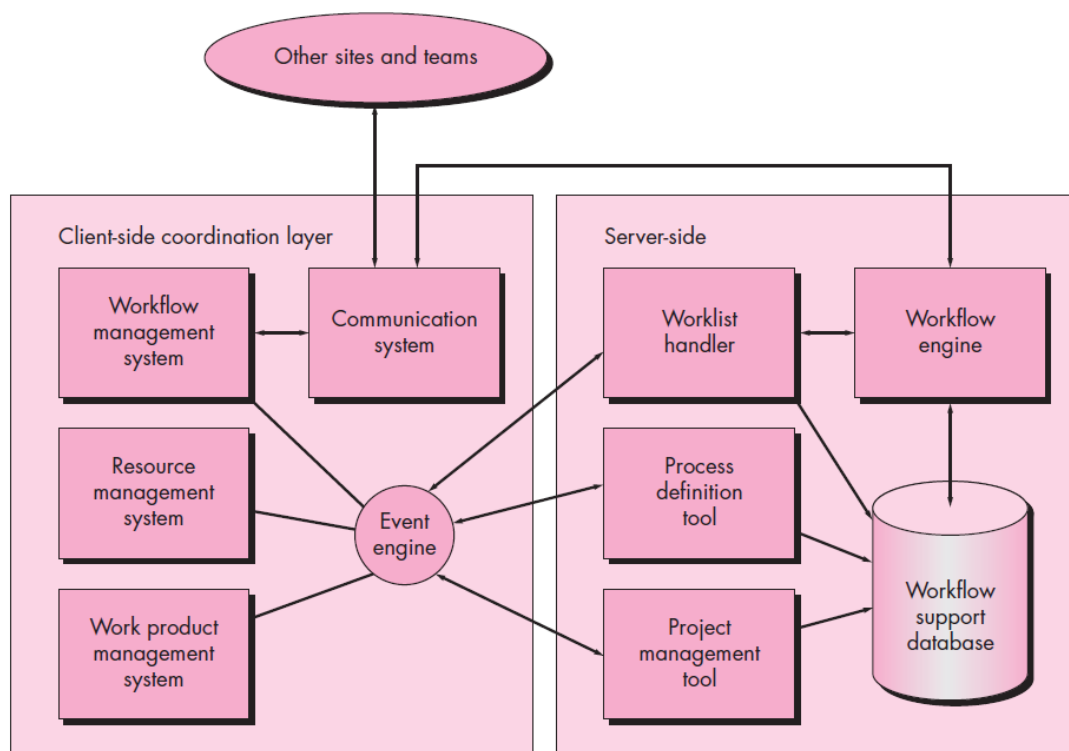 Other sites and teams
Client-side coordination layer
Workflow
management
system
Communication
system
Resource
management
system
Event
engine
Work product
management
system
Server-side
Worklist
handler
Workflow
engine
Process
definition
tool
Project
management
tool
Workflow
support
database